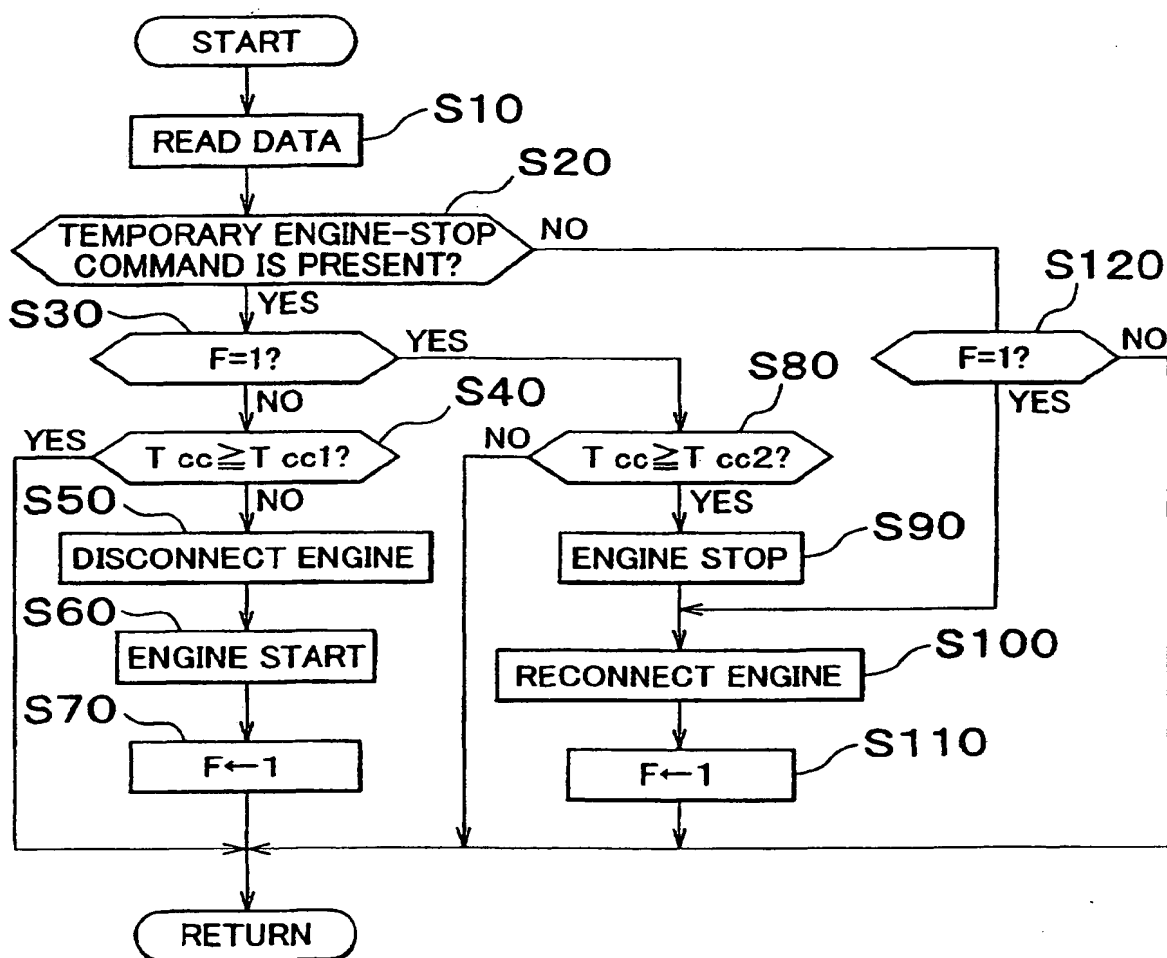 START
READ DATA
S10
S20
TEMPORARY ENGINE-STOP
COMMAND IS PRESENT?
NO
YES
S30
F=1?
YES
NO
S120
F=1?
NO
YES
S40
T cc≧T cc1?
YES
NO
S80
T cc≧T cc2?
NO
YES
S50
DISCONNECT ENGINE
S90
ENGINE STOP
S60
ENGINE START
S100
RECONNECT ENGINE
S70
F←1
S110
F←1
RETURN